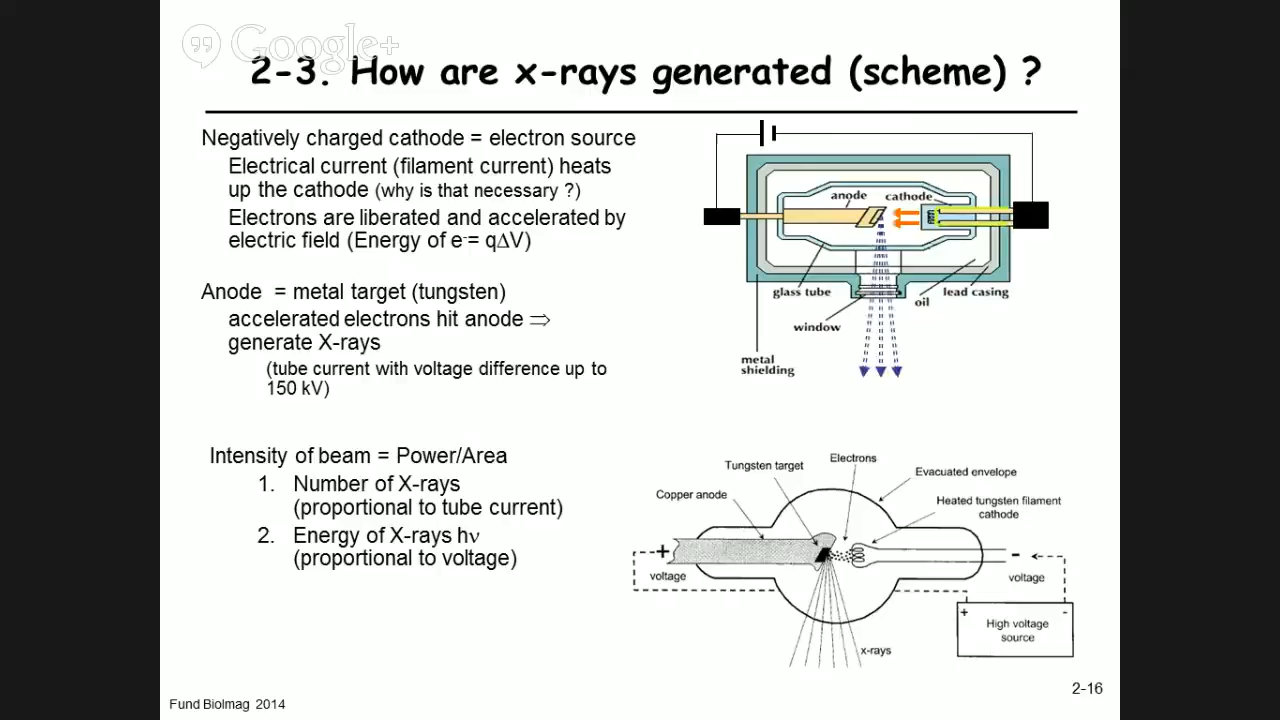 Google+
2-3. How are x-rays generated (scheme) ?
Negatively charged cathode = electron source
Electrical current (filament current) heats
up the cathode (why is that necessary ?)
Electrons are liberated and accelerated by
electric field (Energy of e⁻= qΔV)
Anode = metal target (tungsten)
accelerated electrons hit anode ⇒
generate X-rays
(tube current with voltage difference up to
150 kV)
Intensity of beam = Power/Area
1. Number of X-rays
(proportional to tube current)
2. Energy of X-rays hν
(proportional to voltage)
anode
cathode
glass tube
oil
lead casing
window
metal
shielding
Tungsten target
Electrons
Evacuated envelope
Copper anode
Heated tungsten filament
cathode
+
-
voltage
voltage
+ -
High voltage
source
x-rays
2-16
Fund BioImag 2014